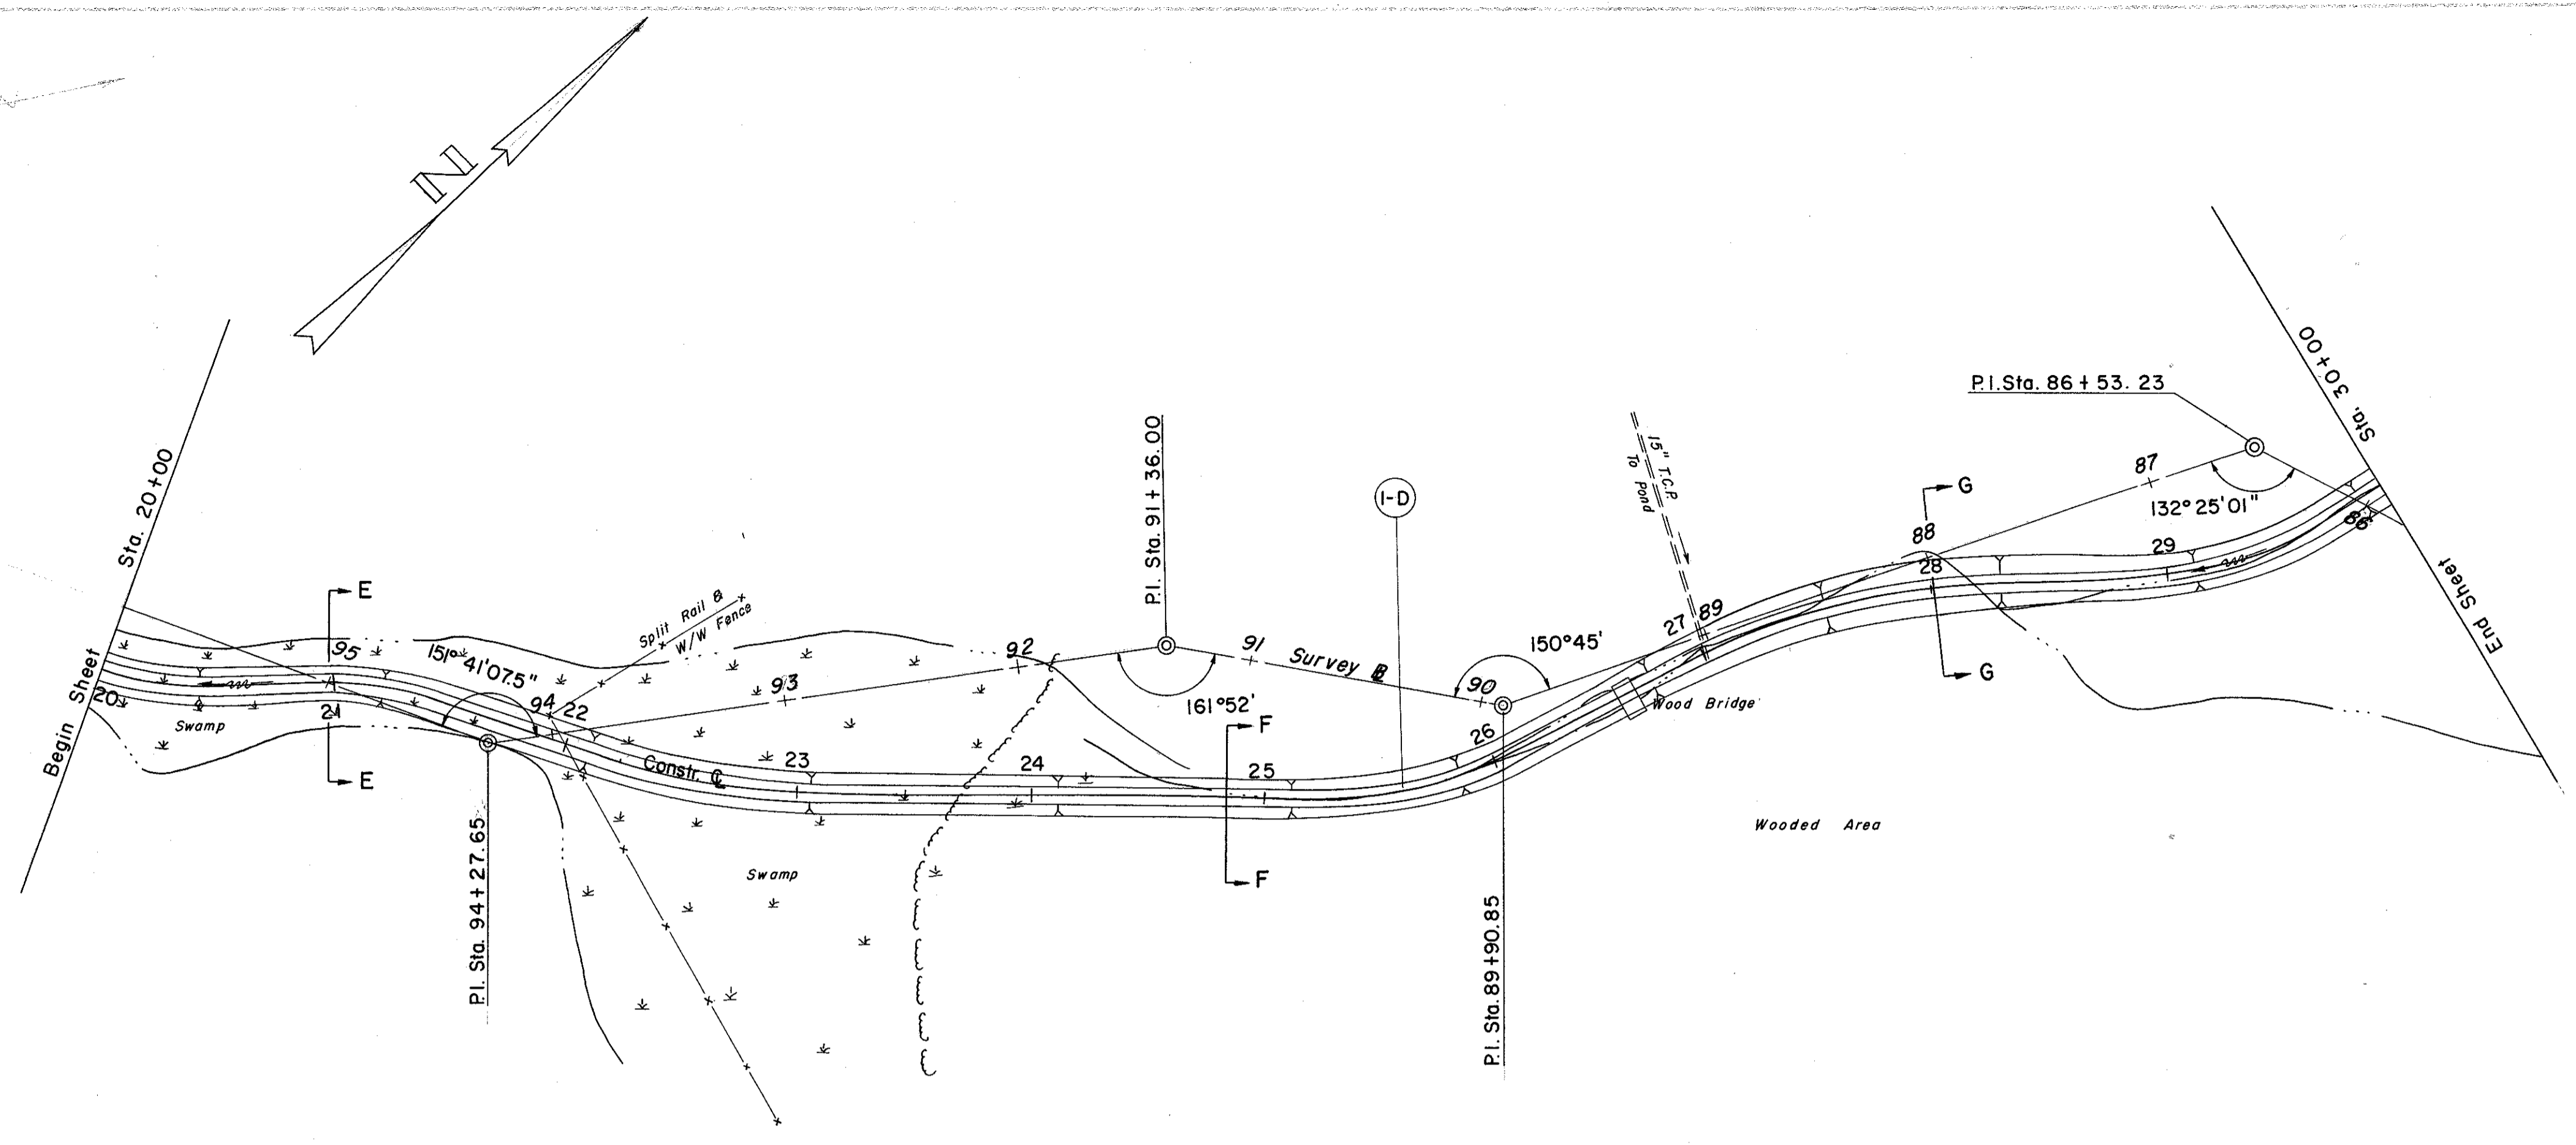 N
Begin Sheet Sta. 20+00
20
Swamp
E
95
21
E
151° 41'07.5"
94
22
P.I. Sta. 94+27.65
Split Rail &
W/W Fence
Constr. ℄
93
23
Swamp
92
24
P.I. Sta. 91+36.00
161°52'
91
Survey BL
F
25
F
1-D
90
26
P.I. Sta. 89+90.85
150°45'
15" T.C.P.
To Pond
27
89
Wood Bridge
Wooded Area
G
88
28
G
P.I. Sta. 86+53.23
87
132° 25'01"
29
86
End Sheet Sta. 30+00